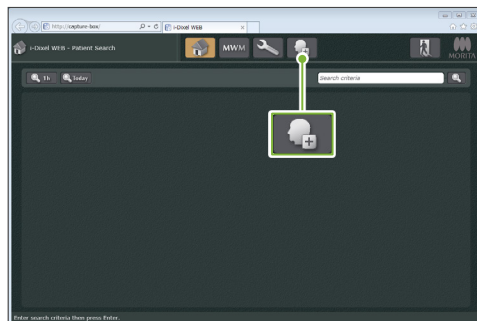 http://capture-box/
i-Dixel WEB
i-Dixel WEB - Patient Search
MWM
MORITA
1h
Today
Search criteria
Enter search criteria then press Enter.